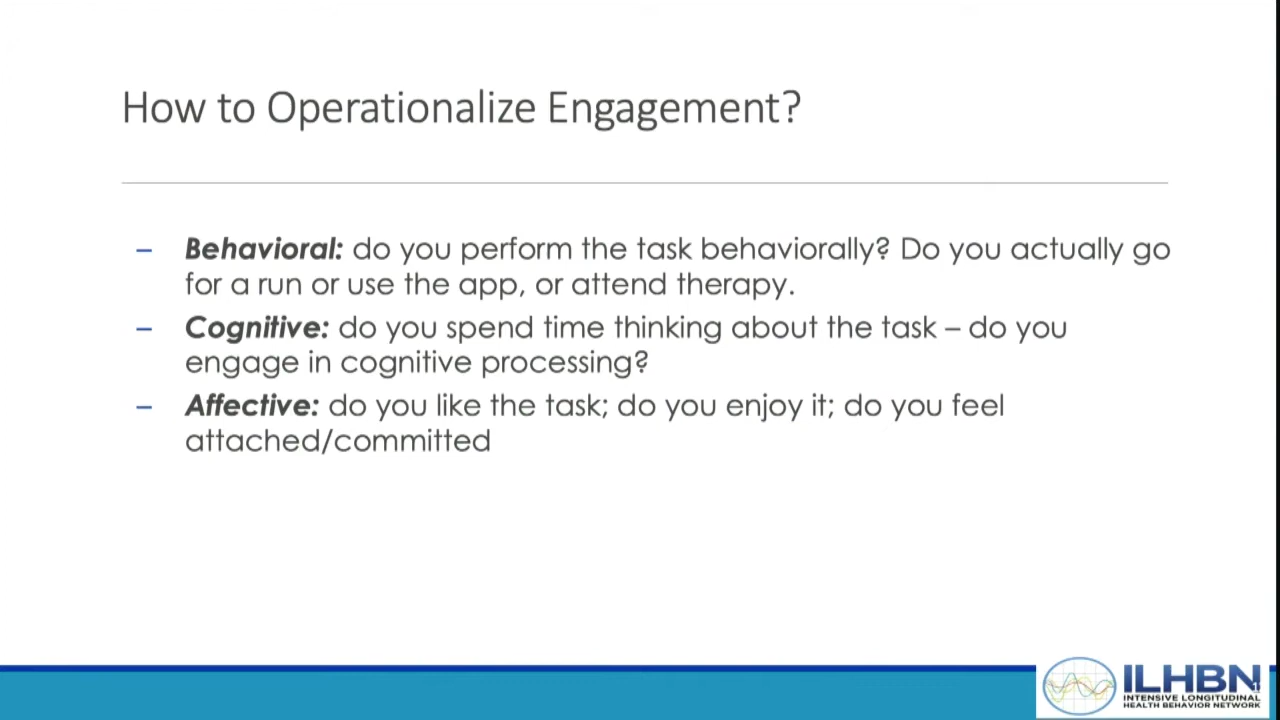 How to Operationalize Engagement?
– Behavioral: do you perform the task behaviorally? Do you actually go
for a run or use the app, or attend therapy.
– Cognitive: do you spend time thinking about the task – do you
engage in cognitive processing?
– Affective: do you like the task; do you enjoy it; do you feel
attached/committed
ILHBN
INTENSIVE LONGITUDINAL
HEALTH BEHAVIOR NETWORK